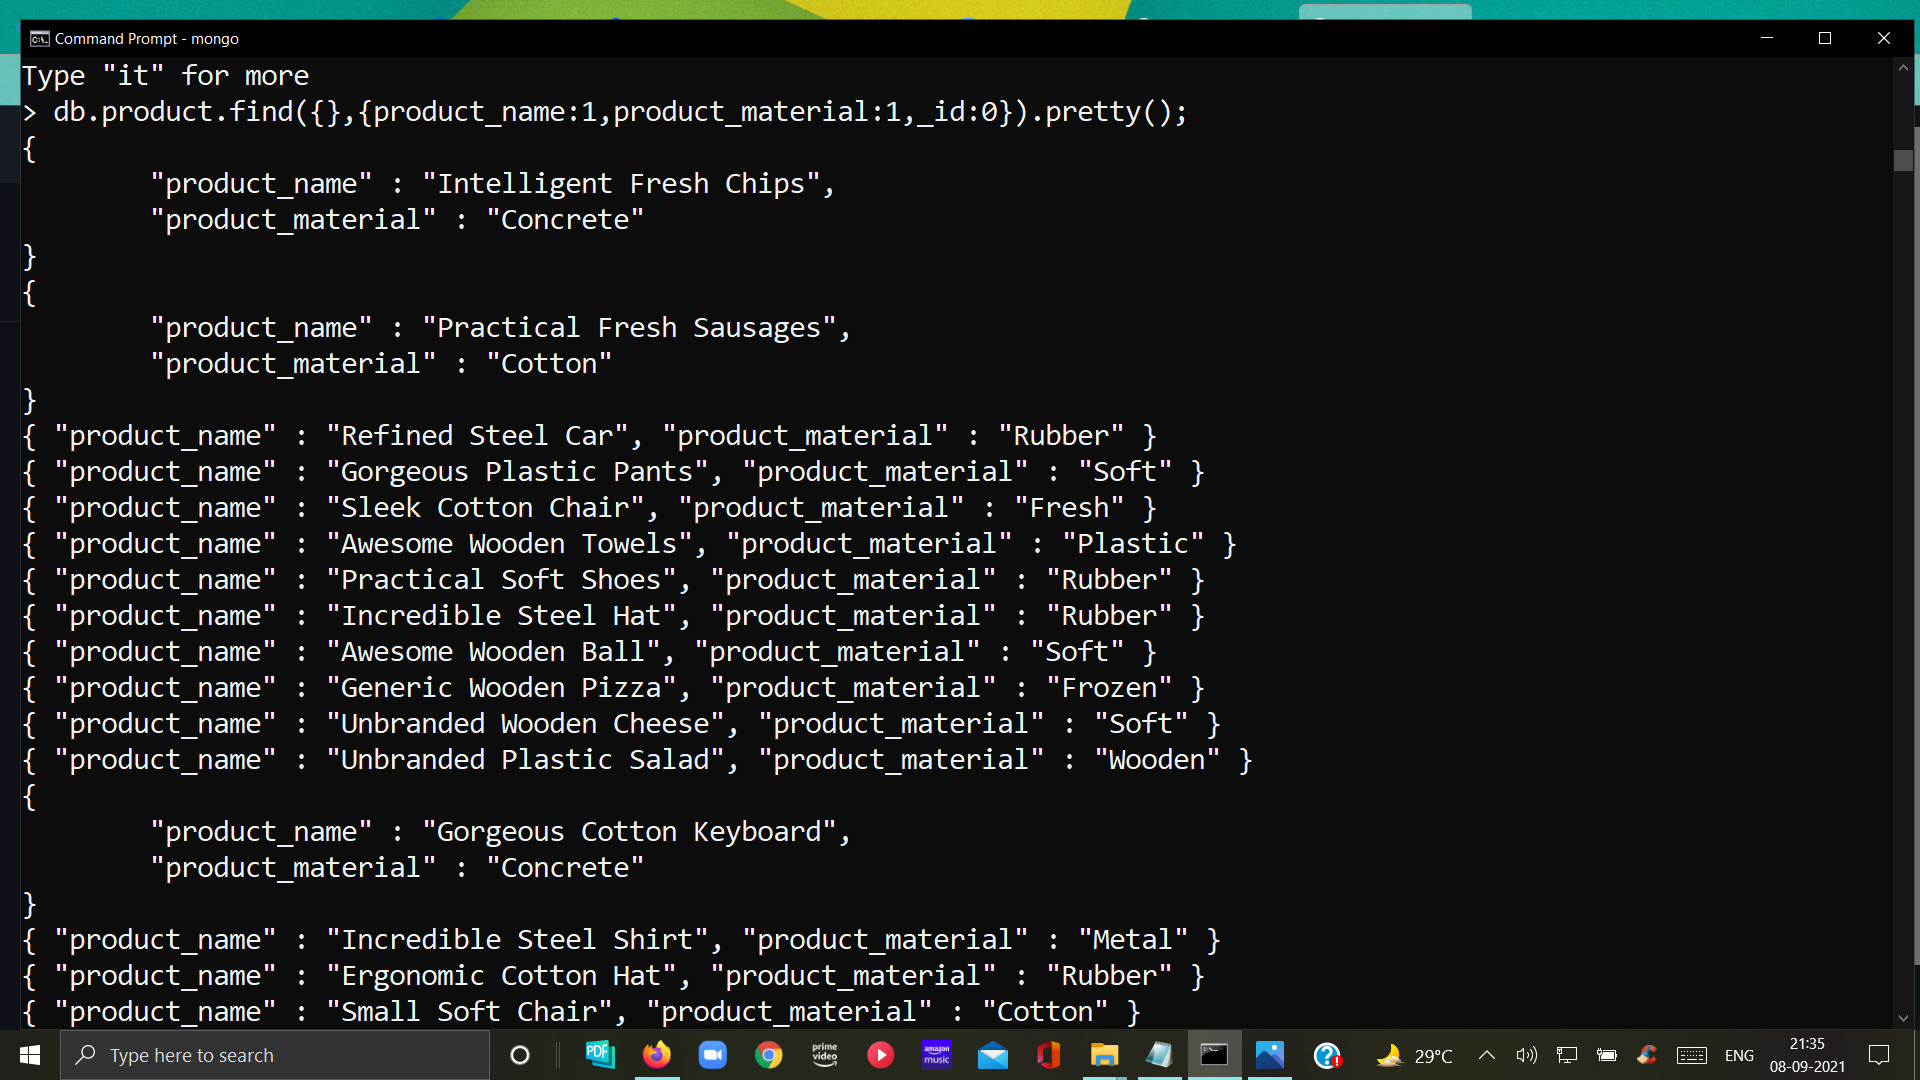 Command Prompt - mongo
Type "it" for more
> db.product.find({},{product_name:1,product_material:1,_id:0}).pretty();
{
        "product_name" : "Intelligent Fresh Chips",
        "product_material" : "Concrete"
}
{
        "product_name" : "Practical Fresh Sausages",
        "product_material" : "Cotton"
}
{ "product_name" : "Refined Steel Car", "product_material" : "Rubber" }
{ "product_name" : "Gorgeous Plastic Pants", "product_material" : "Soft" }
{ "product_name" : "Sleek Cotton Chair", "product_material" : "Fresh" }
{ "product_name" : "Awesome Wooden Towels", "product_material" : "Plastic" }
{ "product_name" : "Practical Soft Shoes", "product_material" : "Rubber" }
{ "product_name" : "Incredible Steel Hat", "product_material" : "Rubber" }
{ "product_name" : "Awesome Wooden Ball", "product_material" : "Soft" }
{ "product_name" : "Generic Wooden Pizza", "product_material" : "Frozen" }
{ "product_name" : "Unbranded Wooden Cheese", "product_material" : "Soft" }
{ "product_name" : "Unbranded Plastic Salad", "product_material" : "Wooden" }
{
        "product_name" : "Gorgeous Cotton Keyboard",
        "product_material" : "Concrete"
}
{ "product_name" : "Incredible Steel Shirt", "product_material" : "Metal" }
{ "product_name" : "Ergonomic Cotton Hat", "product_material" : "Rubber" }
{ "product_name" : "Small Soft Chair", "product_material" : "Cotton" }
Type here to search
PDF
prime video
amazon music
29°C
ENG
21:35
08-09-2021